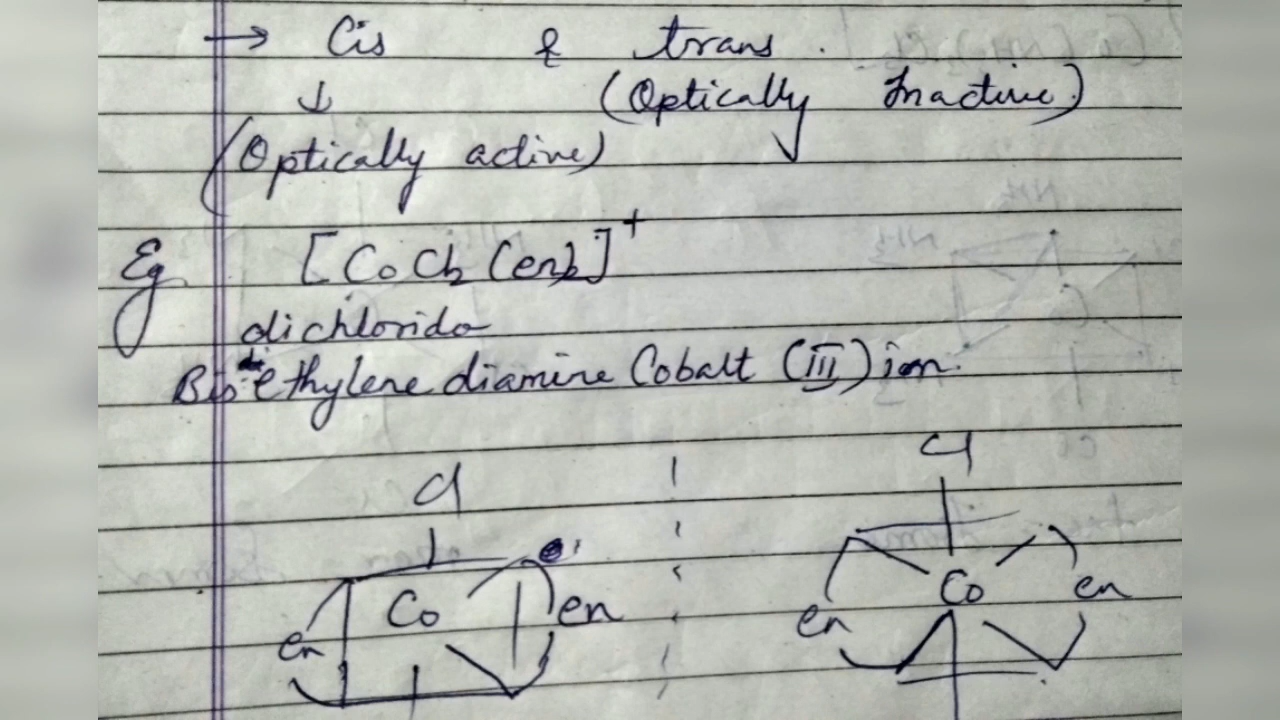 → Cis & trans.
↓ (Optically Inactive)
(Optically active)
Eg [CoCl2(en)2]+
dichlorido
Bis ethylene diamine Cobalt (III) ion.
Cl
Cl
Co en
en
Co en
en